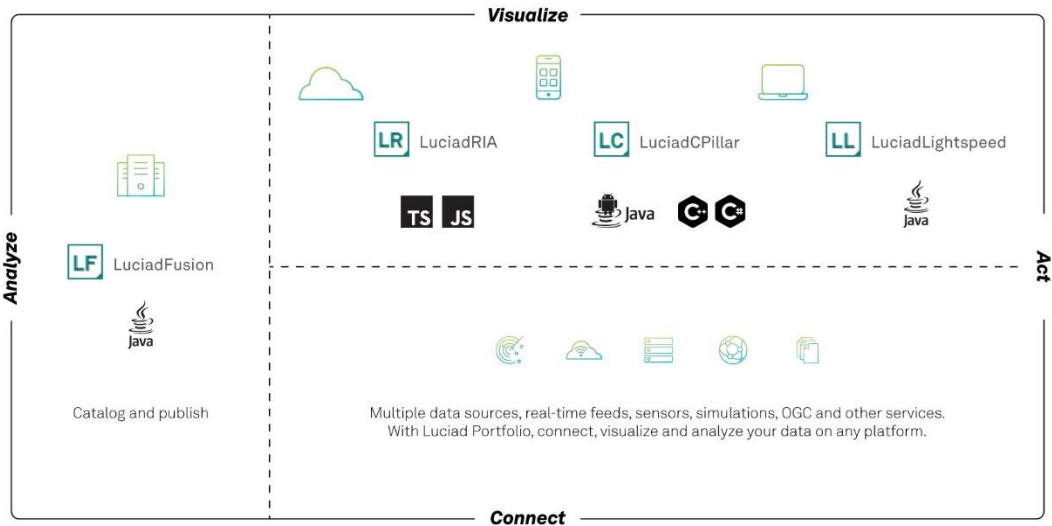 Visualize
Analyze
LF LuciadFusion
Java
Catalog and publish
LR LuciadRIA
TS JS
LC LuciadCPillar
Java C++ C#
LL LuciadLightspeed
Java
Act
Multiple data sources, real-time feeds, sensors, simulations, OGC and other services.
With Luciad Portfolio, connect, visualize and analyze your data on any platform.
Connect